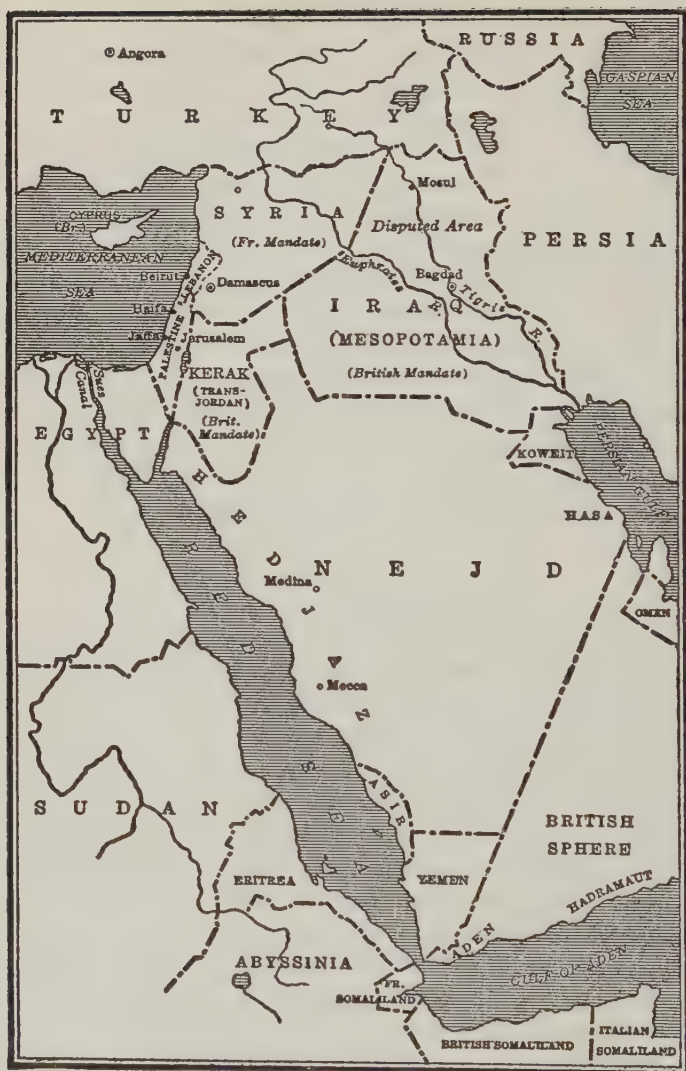 RUSSIA
Angora
CASPIAN
SEA
TURKEY
Mosul
CYPRUS
(Br.)
SYRIA
(Fr. Mandate)
Disputed Area
PERSIA
MEDITERRANEAN
SEA
Beirut
LEBANON
Damascus
Euphrates
R.
Bagdad
Tigris
R.
IRAQ
(MESOPOTAMIA)
(British Mandate)
Haifa
Jaffa
PALESTINE
Jerusalem
Suez
Canal
KERAK
(TRANS-
JORDAN)
(Brit.
Mandate)
EGYPT
KOWEIT
PERSIAN GULF
HASA
HEDJAZ
NEJD
Medina
OMEN
Mecca
RED SEA
ASIR
SUDAN
BRITISH
SPHERE
ERITREA
YEMEN
HADRAMAUT
ADEN
ABYSSINIA
GULF OF ADEN
FR.
SOMALILAND
BRITISH SOMALILAND
ITALIAN
SOMALILAND